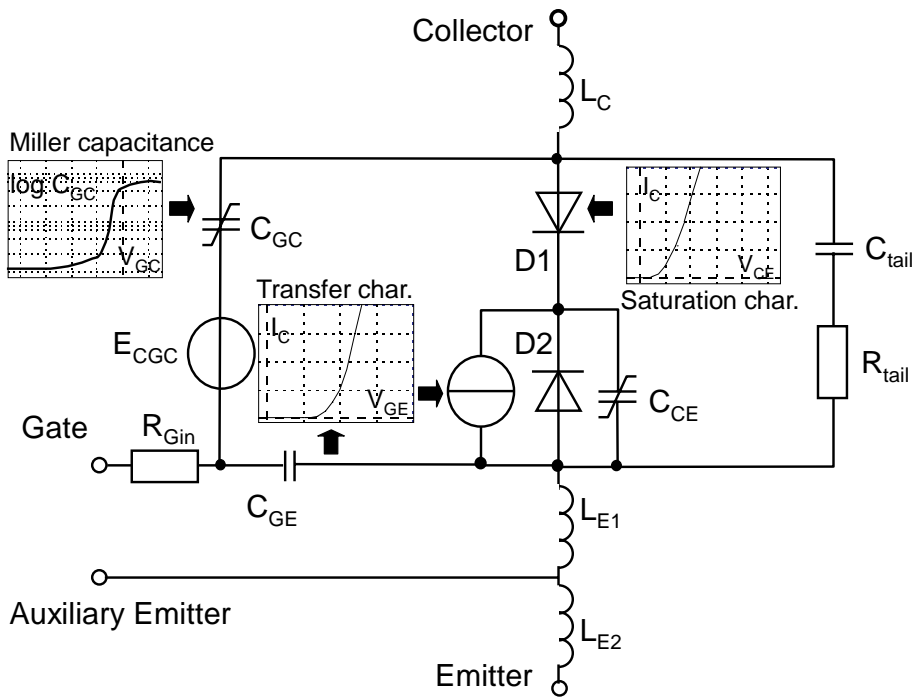 Collector
L_C
Miller capacitance
log C_GC
V_GC
C_GC
I_C
V_CE
D1
Saturation char.
C_tail
Transfer char.
I_C
V_GE
E_CGC
D2
C_CE
R_tail
Gate
R_Gin
C_GE
L_E1
Auxiliary Emitter
L_E2
Emitter